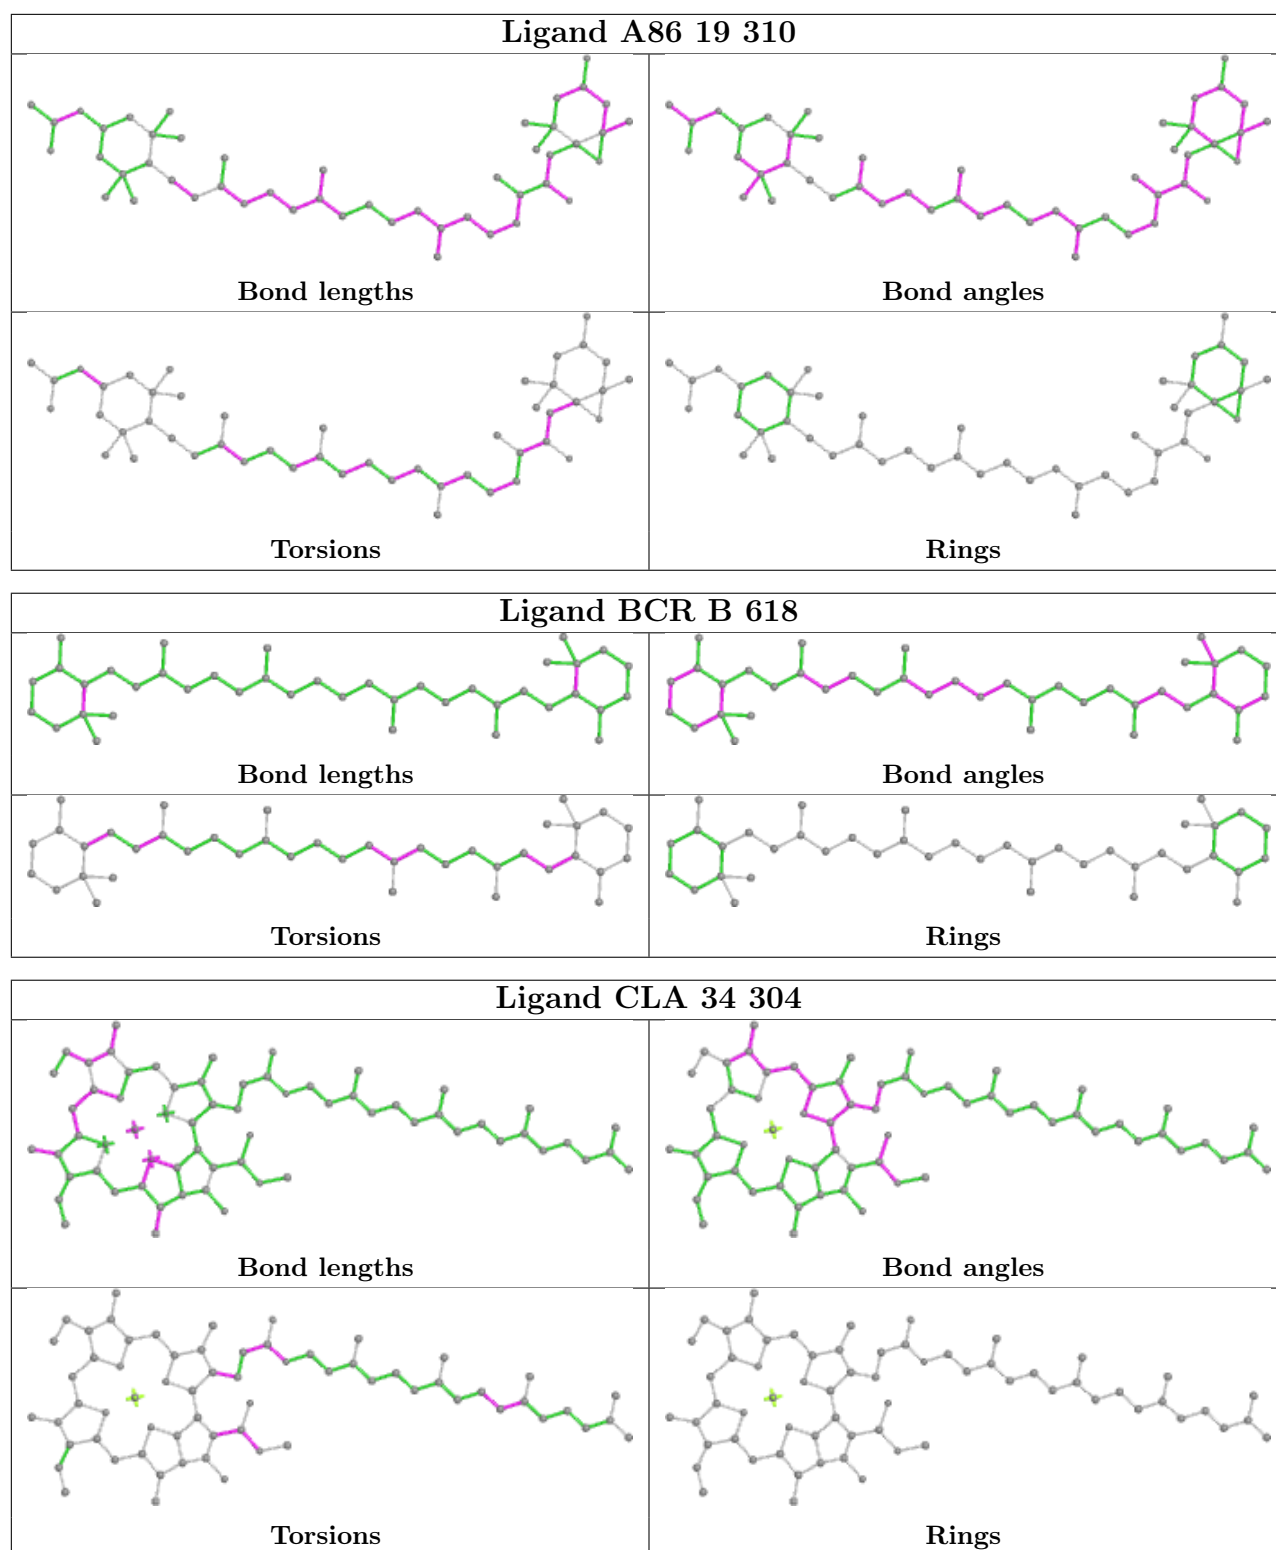 Ligand A86 19 310
Bond lengths
Bond angles
Torsions
Rings
Ligand BCR B 618
Bond lengths
Bond angles
Torsions
Rings
Ligand CLA 34 304
Bond lengths
Bond angles
Torsions
Rings